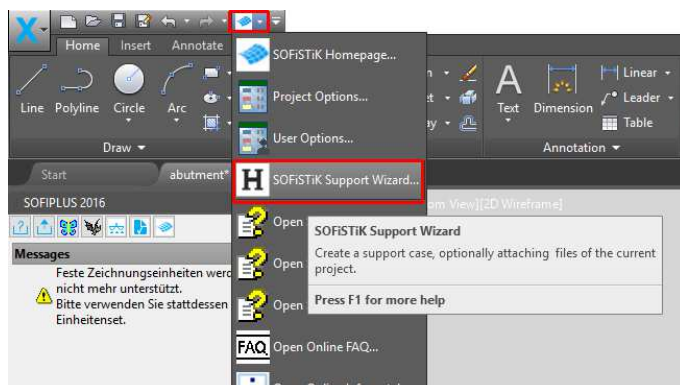 Home Insert Annotate
SOFiSTiK Homepage...
Project Options...
User Options...
SOFiSTiK Support Wizard...
Line Polyline Circle Arc
Draw
Text Dimension
Linear
Leader
Table
Annotation
Start
abutment*
om View][2D Wireframe]
SOFIPLUS 2016
Messages
Feste Zeichnungseinheiten werd
nicht mehr unterstützt.
Bitte verwenden Sie stattdessen
Einheitenset.
Open
Open
Open
FAQ Open Online FAQ...
SOFiSTiK Support Wizard
Create a support case, optionally attaching files of the current
project.
Press F1 for more help